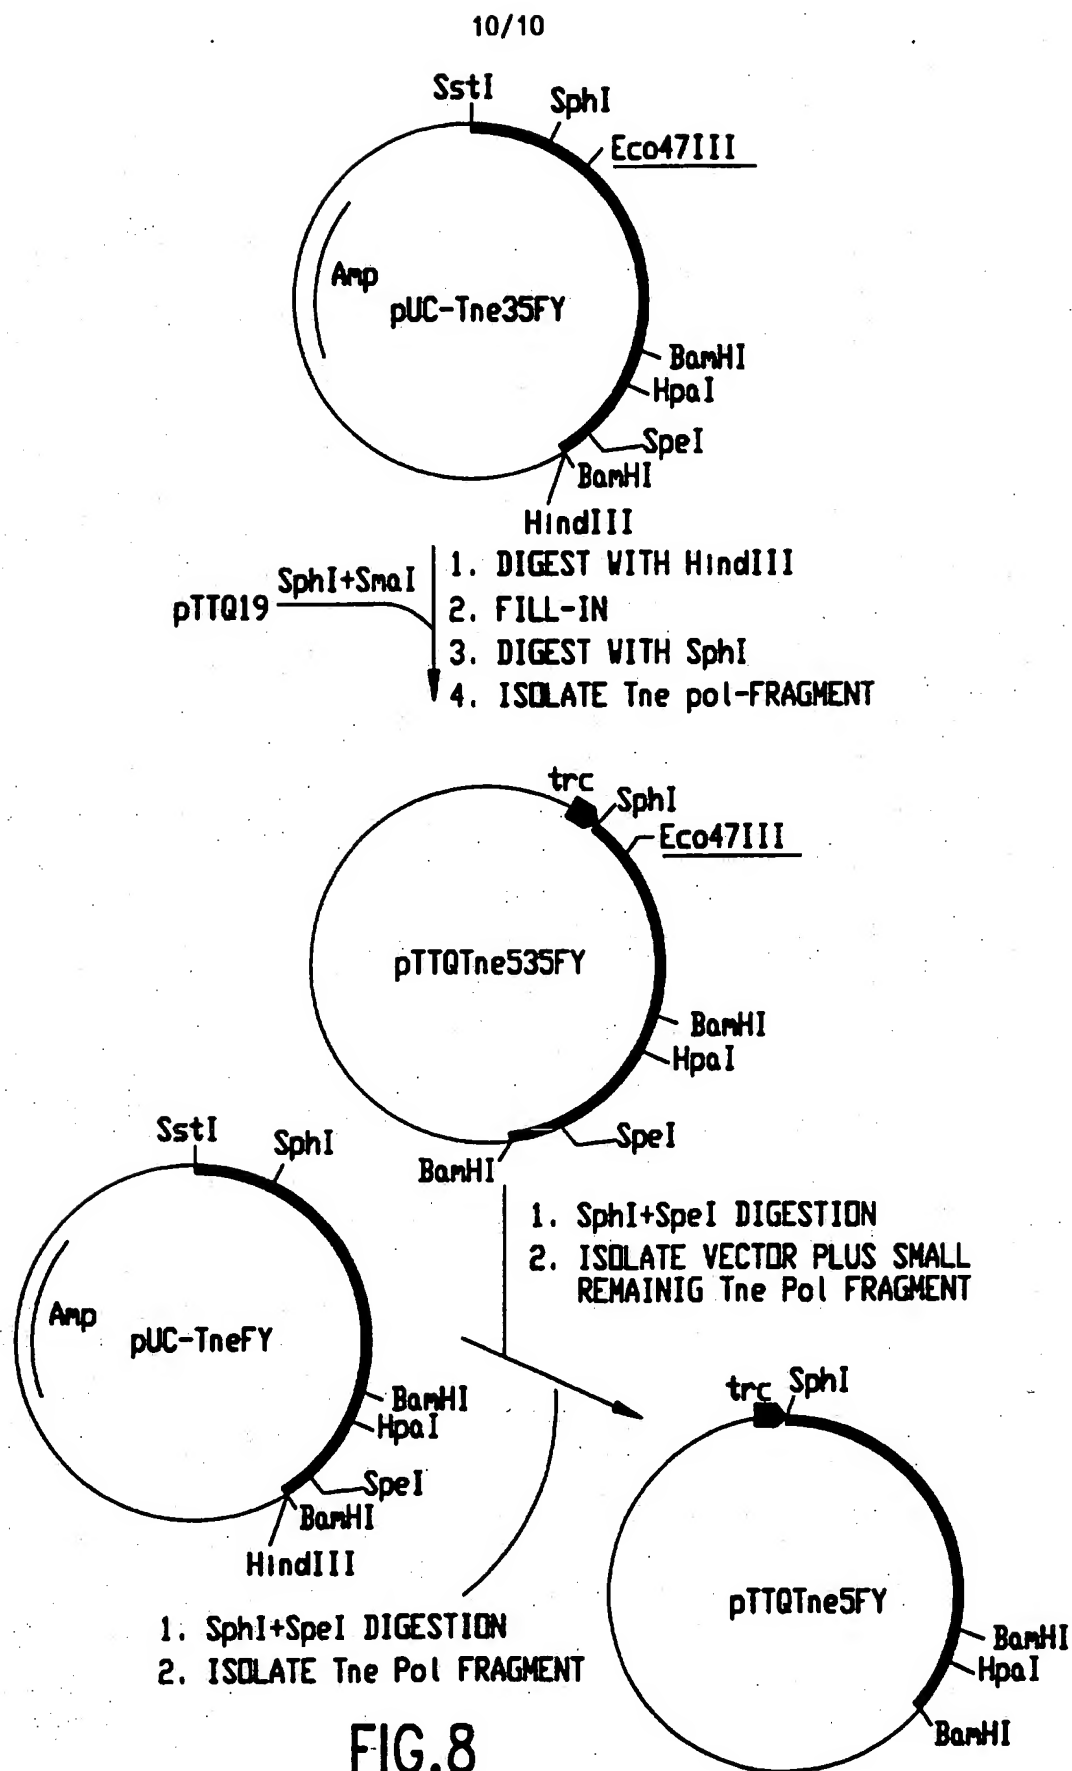 10/10
SstI
SphI
Eco47III
Amp
pUC-Tne35FY
BamHI
HpaI
SpeI
BamHI
HindIII
pTTQ19
SphI+SmaI
1. DIGEST WITH HindIII
2. FILL-IN
3. DIGEST WITH SphI
4. ISOLATE Tne pol-FRAGMENT
trc
SphI
Eco47III
pTTQTne535FY
BamHI
HpaI
SpeI
BamHI
1. SphI+SpeI DIGESTION
2. ISOLATE VECTOR PLUS SMALL
REMAINIG Tne Pol FRAGMENT
SstI
SphI
Amp
pUC-TneFY
BamHI
HpaI
SpeI
BamHI
HindIII
1. SphI+SpeI DIGESTION
2. ISOLATE Tne Pol FRAGMENT
trc
SphI
pTTQTne5FY
BamHI
HpaI
BamHI
FIG.8